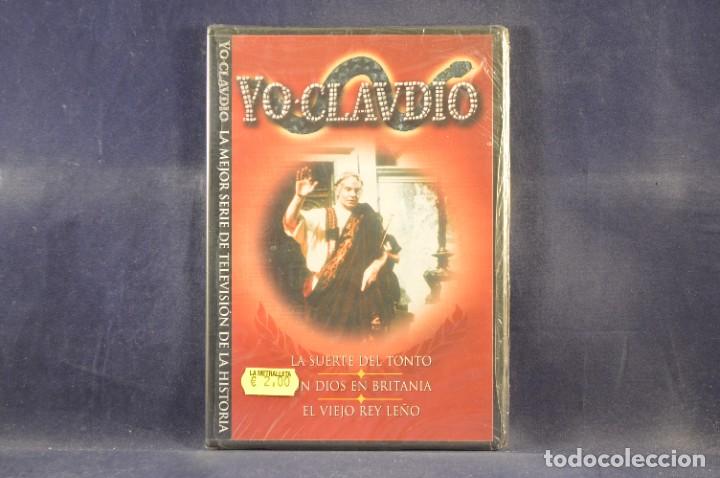 YO·CLAVDIO LA MEJOR SERIE DE TELEVISIÓN DE LA HISTORIA
YO·CLAVDIO
LA SUERTE DEL TONTO
UN DIOS EN BRITANIA
EL VIEJO REY LEÑO
LA METRALLETA
€ 2,00
todocoleccion.net